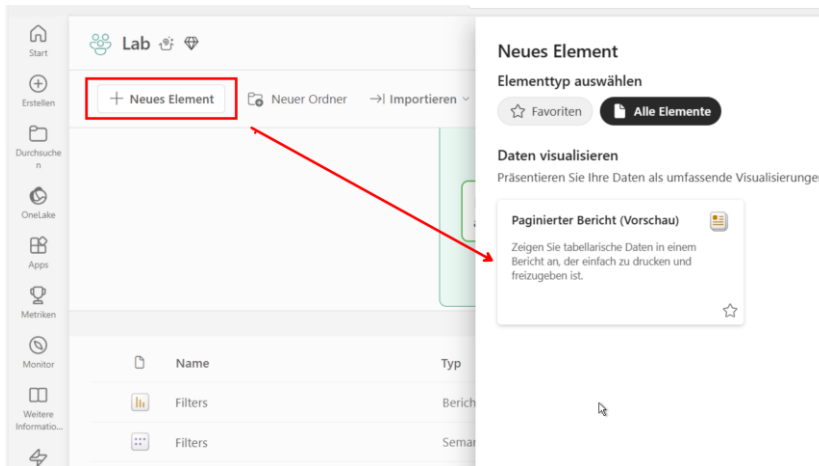 Start
Erstellen
Durchsuche
n
OneLake
Apps
Metriken
Monitor
Weitere
Informatio...
Lab
Neues Element
Neuer Ordner
Importieren
Name
Typ
Filters
Berich
Filters
Seman
Neues Element
Elementtyp auswählen
Favoriten
Alle Elemente
Daten visualisieren
Präsentieren Sie Ihre Daten als umfassende Visualisierunge
Paginierter Bericht (Vorschau)
Zeigen Sie tabellarische Daten in einem
Bericht an, der einfach zu drucken und
freizugeben ist.